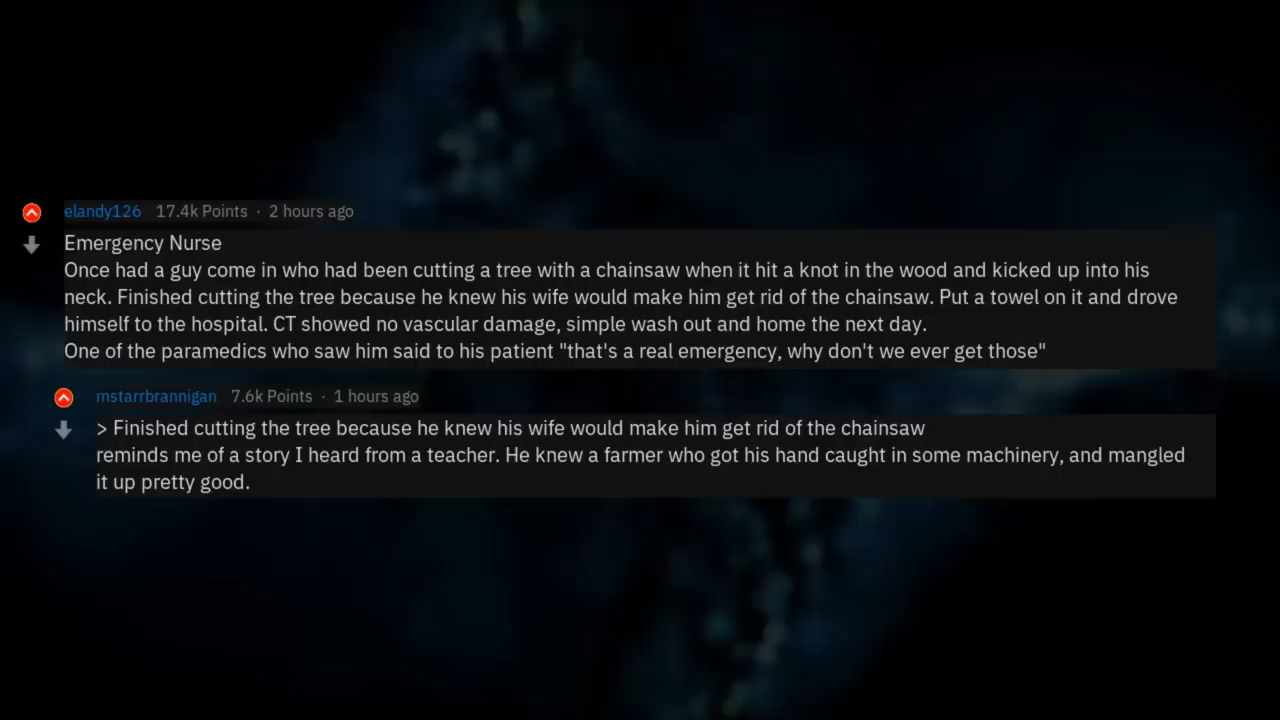 elandy126 17.4k Points · 2 hours ago
Emergency Nurse
Once had a guy come in who had been cutting a tree with a chainsaw when it hit a knot in the wood and kicked up into his
neck. Finished cutting the tree because he knew his wife would make him get rid of the chainsaw. Put a towel on it and drove
himself to the hospital. CT showed no vascular damage, simple wash out and home the next day.
One of the paramedics who saw him said to his patient "that's a real emergency, why don't we ever get those"
mstarrbrannigan 7.6k Points · 1 hours ago
> Finished cutting the tree because he knew his wife would make him get rid of the chainsaw
reminds me of a story I heard from a teacher. He knew a farmer who got his hand caught in some machinery, and mangled
it up pretty good.